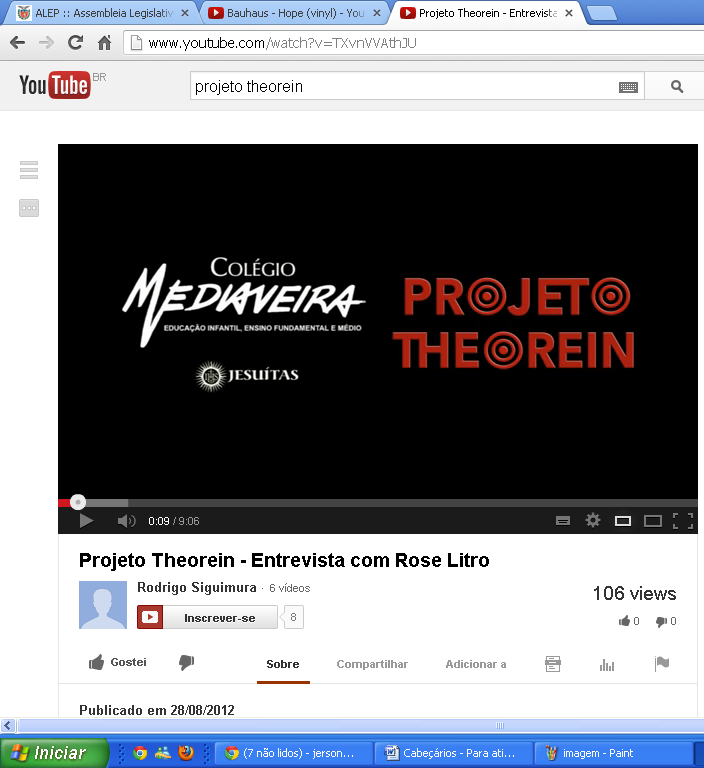 ALEP :: Assembleia Legislativ
Bauhaus - Hope (vinyl) - You
Projeto Theorein - Entrevista
www.youtube.com/watch?v=TXvnVVAthJU
YouTube BR
projeto theorein
COLÉGIO
MEDIAVEIRA
EDUCAÇÃO INFANTIL, ENSINO FUNDAMENTAL E MÉDIO
JESUÍTAS
PROJETO
THEOREIN
0:09 / 9:06
Projeto Theorein - Entrevista com Rose Litro
Rodrigo Siguimura · 6 vídeos
Inscrever-se 8
106 views
0 0
Gostei
Sobre Compartilhar Adicionar a
Publicado em 28/08/2012
Iniciar
(7 não lidos) - jerson...
Cabeçários - Para ati...
imagem - Paint